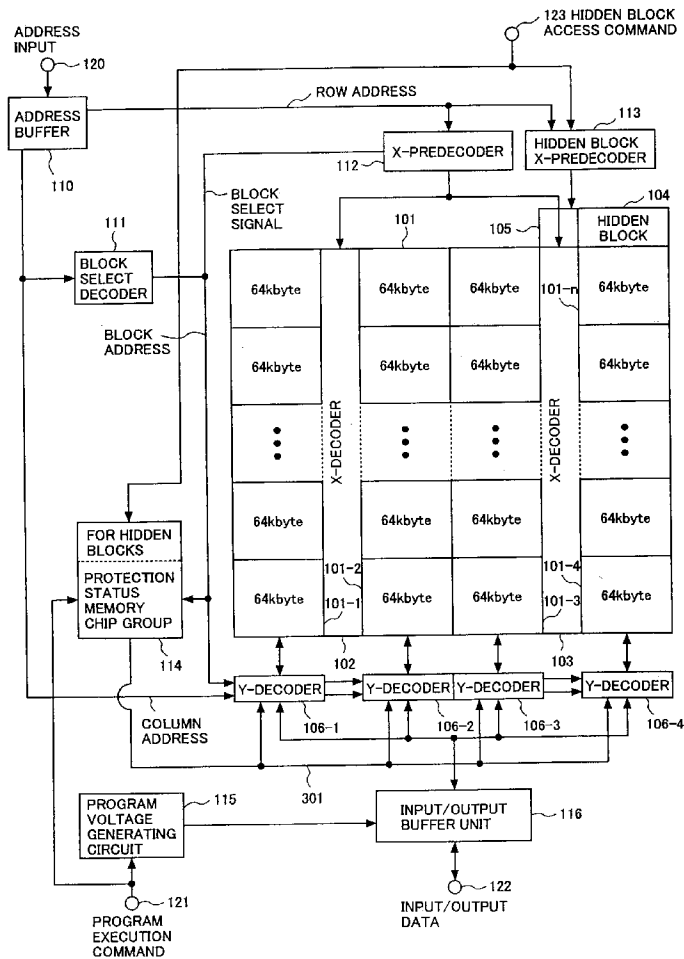 ADDRESS
INPUT
120
123 HIDDEN BLOCK
ACCESS COMMAND
ADDRESS
BUFFER
110
ROW ADDRESS
X-PREDECODER
112
113
HIDDEN BLOCK
X-PREDECODER
BLOCK
SELECT
SIGNAL
101
105
104
HIDDEN
BLOCK
111
BLOCK
SELECT
DECODER
BLOCK
ADDRESS
64kbyte
64kbyte
64kbyte
101-n
64kbyte
64kbyte
64kbyte
64kbyte
64kbyte
X-DECODER
X-DECODER
64kbyte
64kbyte
64kbyte
64kbyte
64kbyte
101-2
101-1
64kbyte
64kbyte
101-4
101-3
64kbyte
FOR HIDDEN
BLOCKS
PROTECTION
STATUS
MEMORY
CHIP GROUP
114
102
103
Y-DECODER
Y-DECODER
Y-DECODER
Y-DECODER
106-1
106-2
106-3
106-4
COLUMN
ADDRESS
301
PROGRAM
VOLTAGE
GENERATING
CIRCUIT
115
INPUT/OUTPUT
BUFFER UNIT
116
121
PROGRAM
EXECUTION
COMMAND
122
INPUT/OUTPUT
DATA